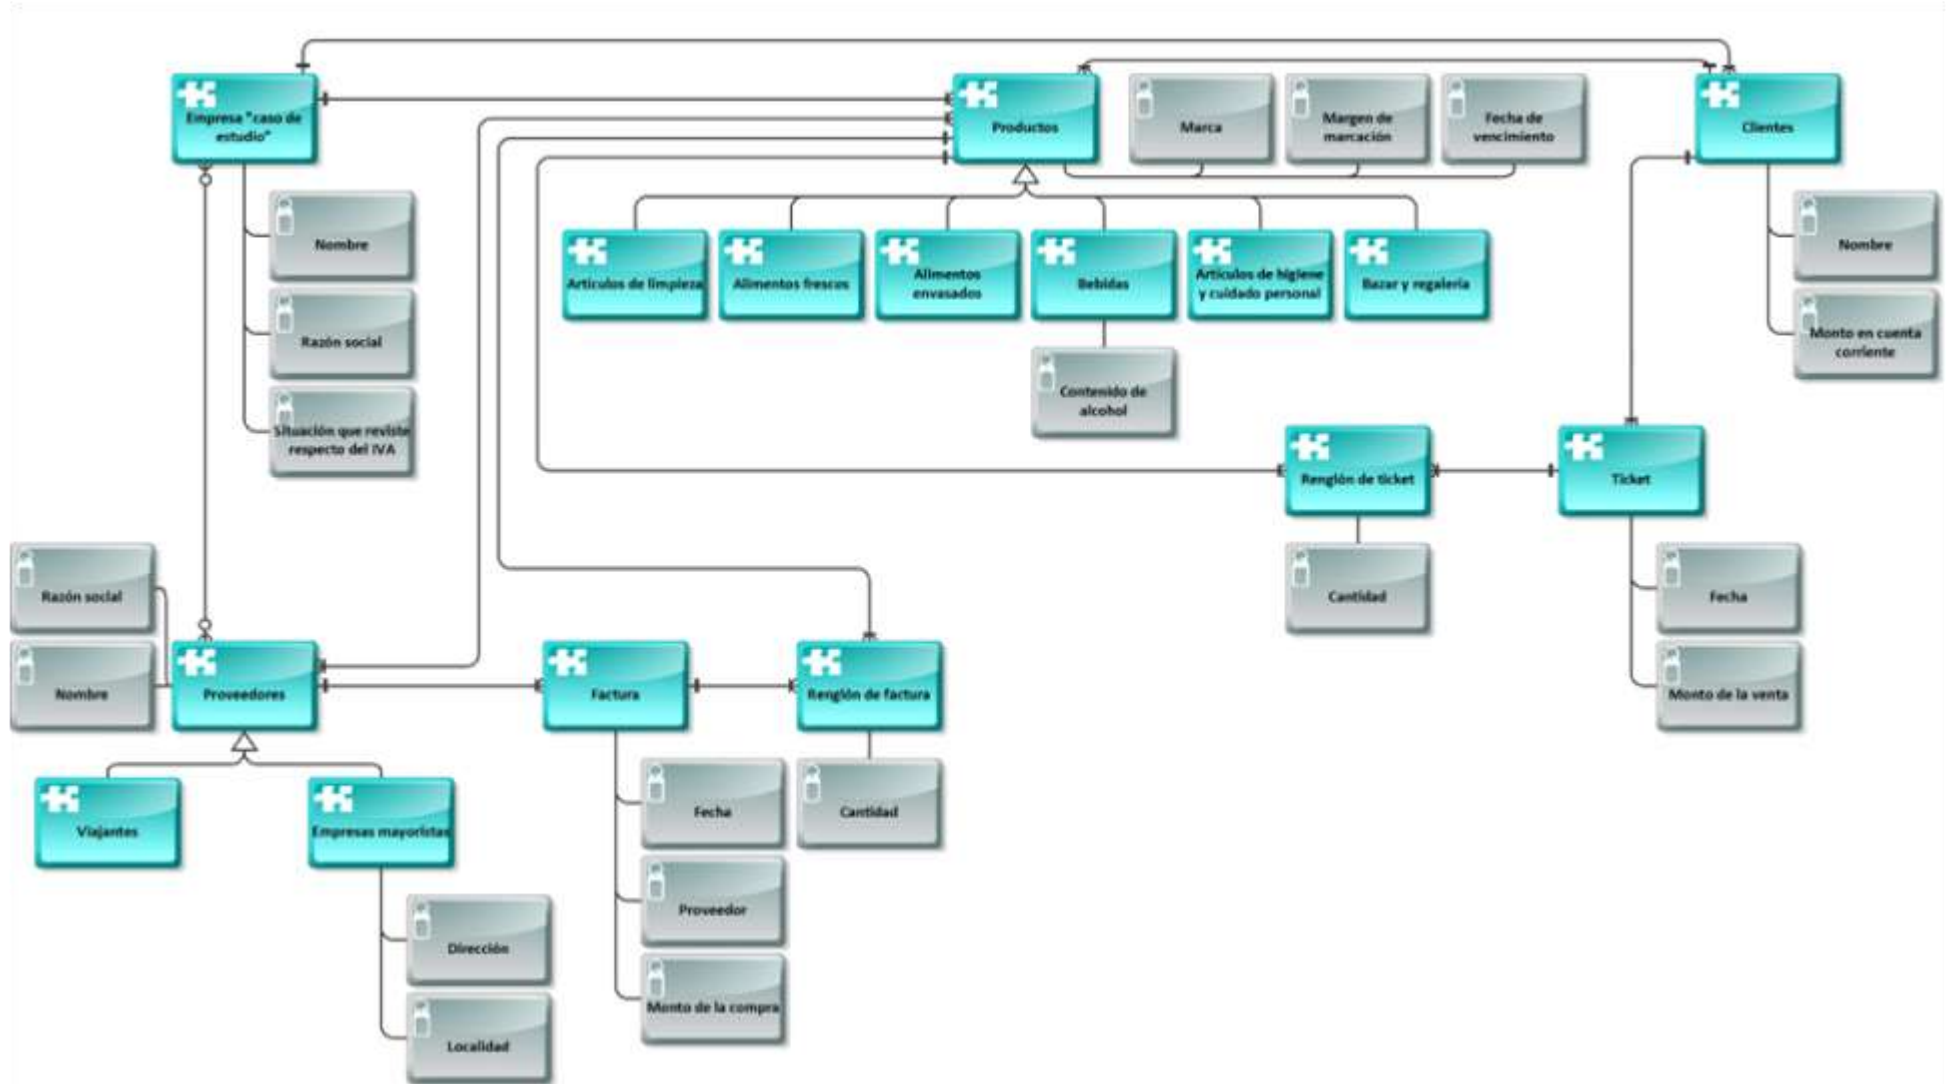 Empresa "caso de
estudio"
Productos
Marca
Margen de
marcación
Fecha de
vencimiento
Clientes
Nombre
Razón social
Situación que reviste
respecto del IVA
Artículos de limpieza
Alimentos frescos
Alimentos
envasados
Bebidas
Artículos de higiene
y cuidado personal
Bazar y regalería
Contenido de
alcohol
Nombre
Monto en cuenta
corriente
Renglón de ticket
Ticket
Cantidad
Fecha
Monto de la venta
Razón social
Nombre
Proveedores
Factura
Renglón de factura
Viajantes
Empresas mayoristas
Fecha
Cantidad
Proveedor
Monto de la compra
Dirección
Localidad